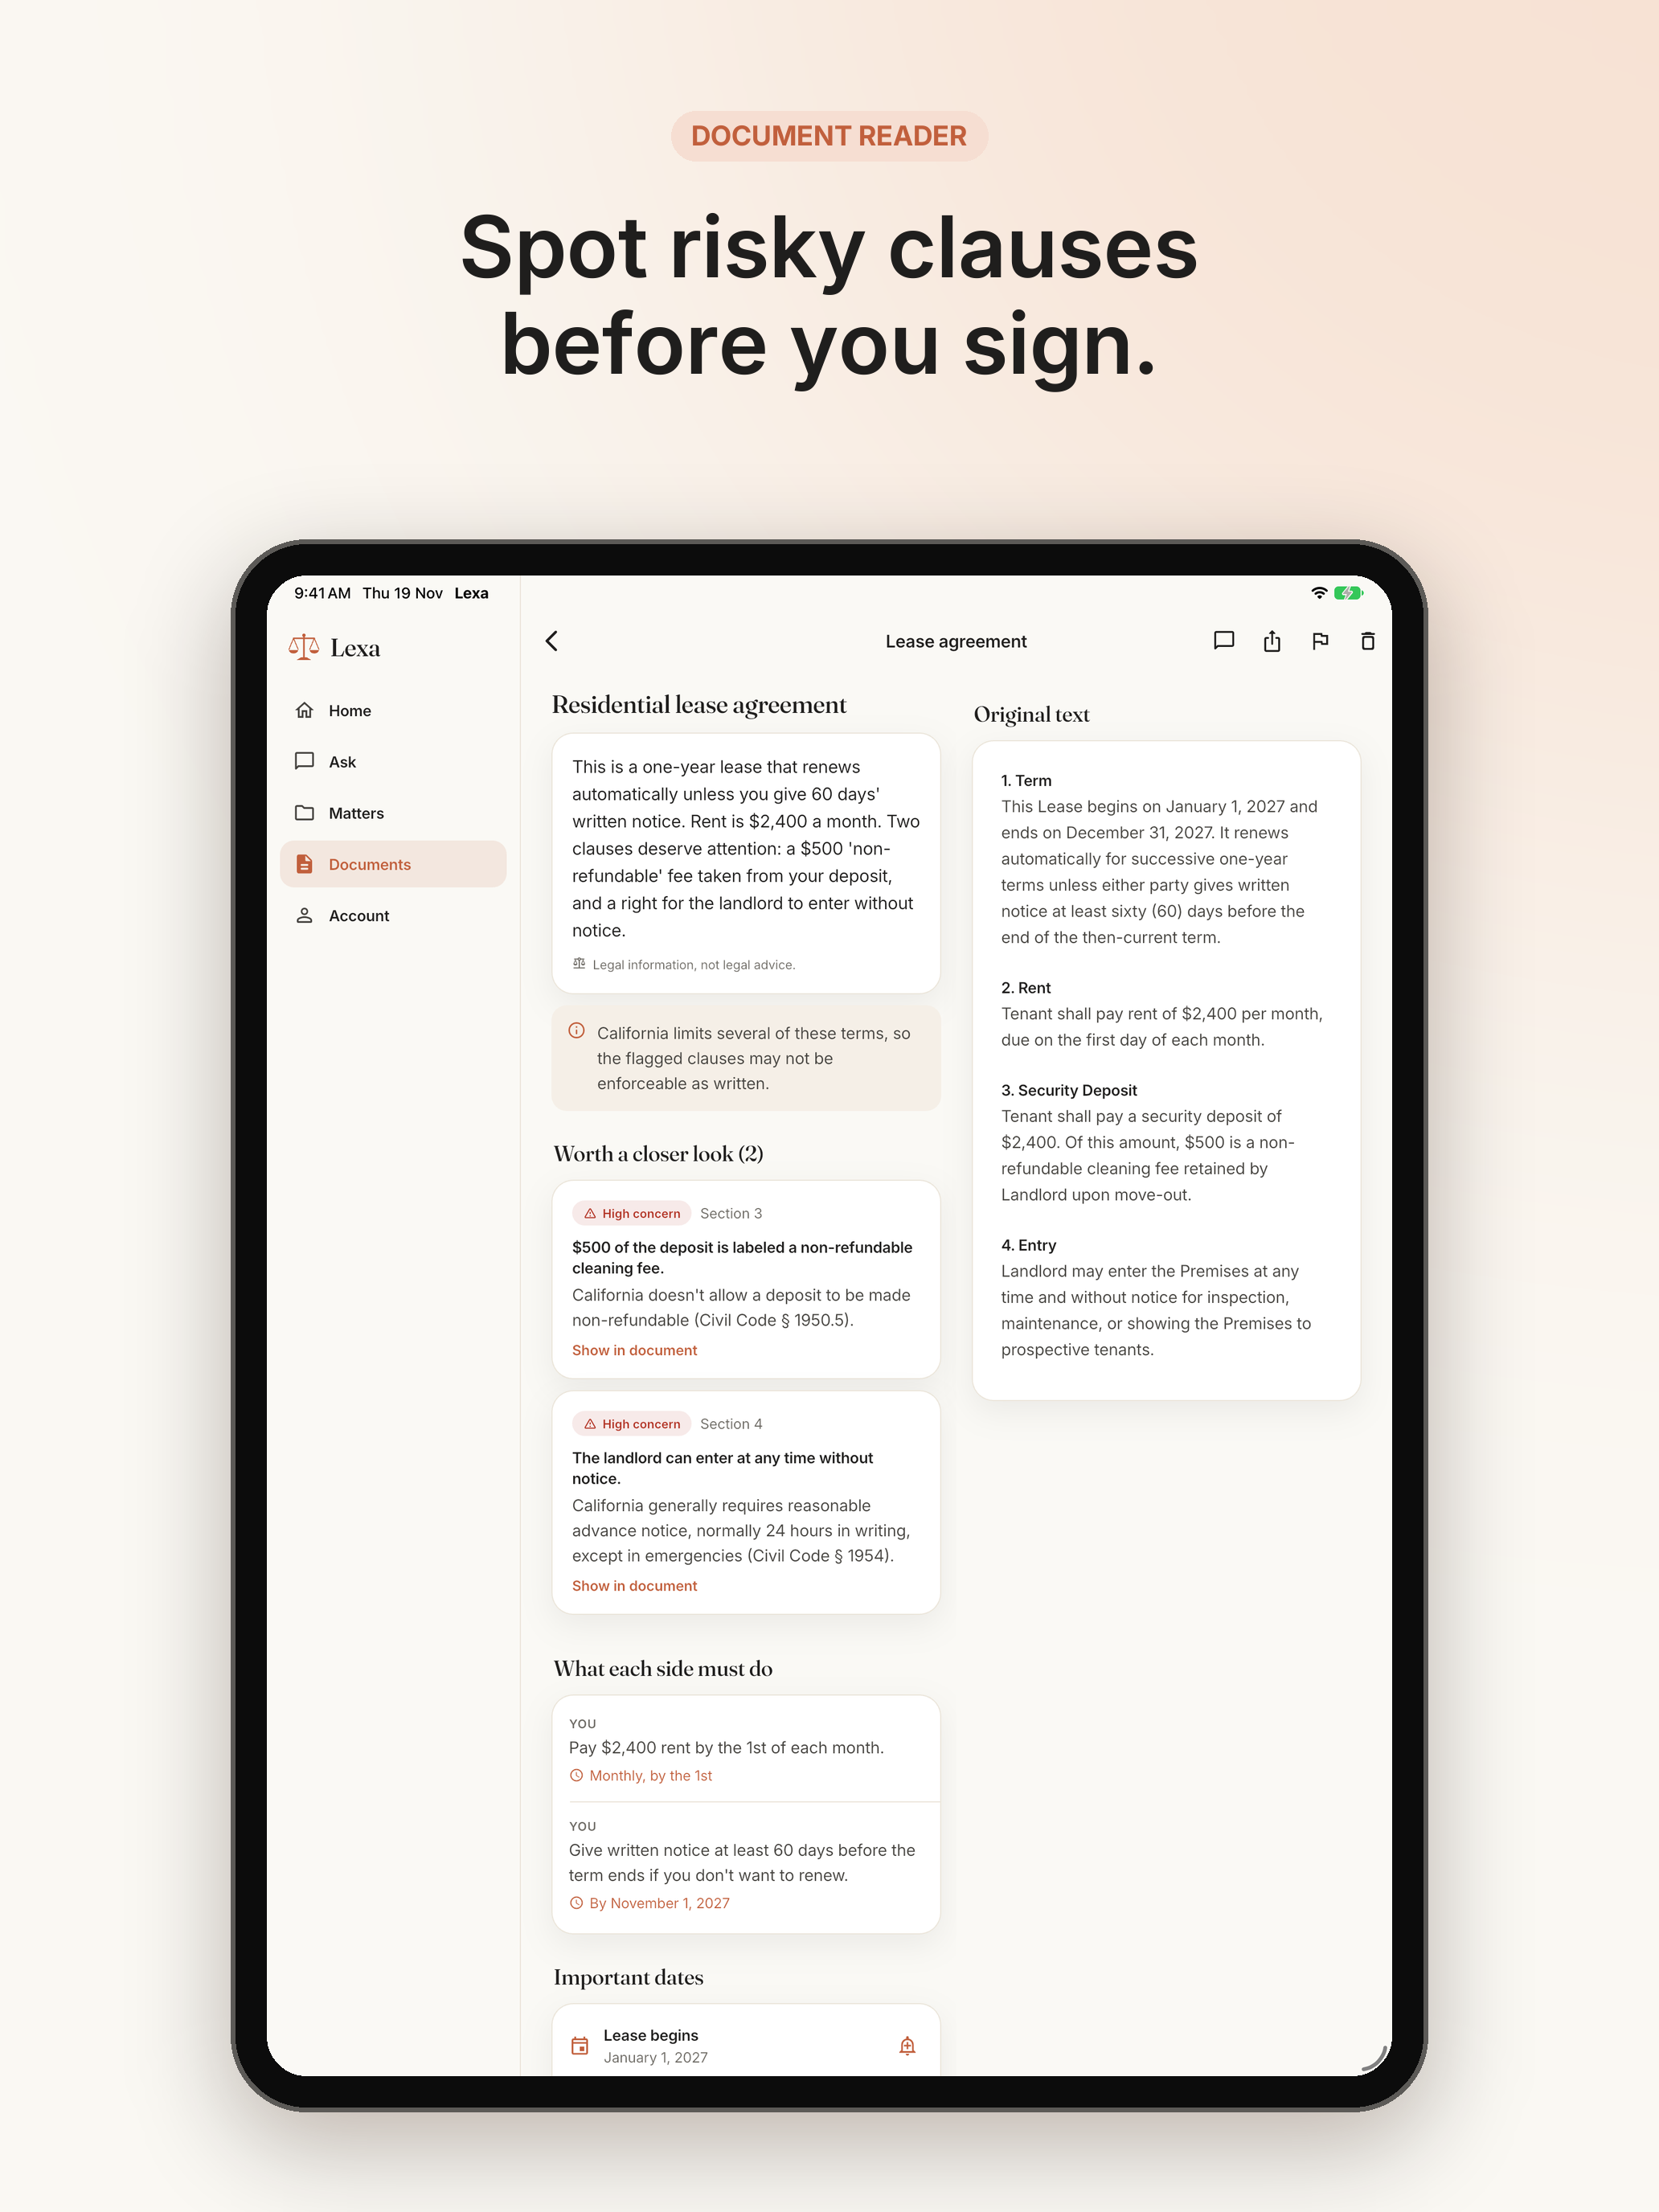 DOCUMENT READER
Spot risky clauses
before you sign.
9:41 AM Thu 19 Nov Lexa
Lexa
Home
Ask
Matters
Documents
Account
Lease agreement
Residential lease agreement
This is a one-year lease that renews
automatically unless you give 60 days'
written notice. Rent is $2,400 a month. Two
clauses deserve attention: a $500 'non-
refundable' fee taken from your deposit,
and a right for the landlord to enter without
notice.
Legal information, not legal advice.
California limits several of these terms, so
the flagged clauses may not be
enforceable as written.
Worth a closer look (2)
High concern Section 3
$500 of the deposit is labeled a non-refundable
cleaning fee.
California doesn't allow a deposit to be made
non-refundable (Civil Code § 1950.5).
Show in document
High concern Section 4
The landlord can enter at any time without
notice.
California generally requires reasonable
advance notice, normally 24 hours in writing,
except in emergencies (Civil Code § 1954).
Show in document
What each side must do
YOU
Pay $2,400 rent by the 1st of each month.
Monthly, by the 1st
YOU
Give written notice at least 60 days before the
term ends if you don't want to renew.
By November 1, 2027
Important dates
Lease begins
January 1, 2027
Original text
1. Term
This Lease begins on January 1, 2027 and
ends on December 31, 2027. It renews
automatically for successive one-year
terms unless either party gives written
notice at least sixty (60) days before the
end of the then-current term.
2. Rent
Tenant shall pay rent of $2,400 per month,
due on the first day of each month.
3. Security Deposit
Tenant shall pay a security deposit of
$2,400. Of this amount, $500 is a non-
refundable cleaning fee retained by
Landlord upon move-out.
4. Entry
Landlord may enter the Premises at any
time and without notice for inspection,
maintenance, or showing the Premises to
prospective tenants.